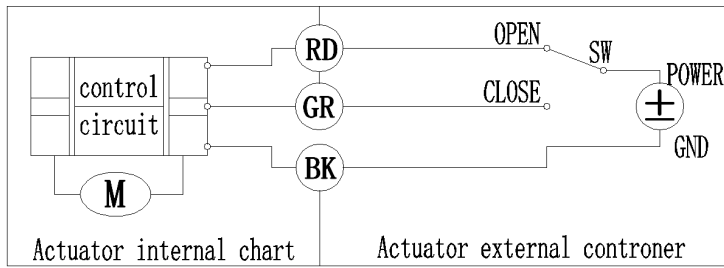 RD
OPEN
SW
POWER
control
circuit
GR
CLOSE
±
GND
BK
M
Actuator internal chart
Actuator external controner